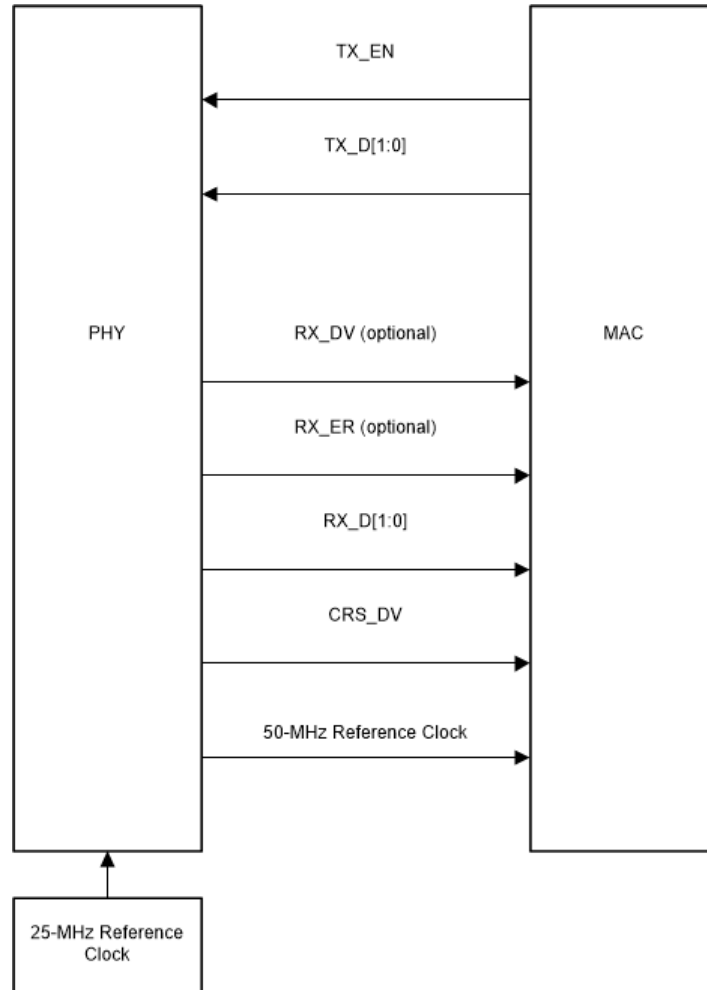 TX_EN
TX_D[1:0]
PHY
RX_DV (optional)
MAC
RX_ER (optional)
RX_D[1:0]
CRS_DV
50-MHz Reference Clock
25-MHz Reference
Clock